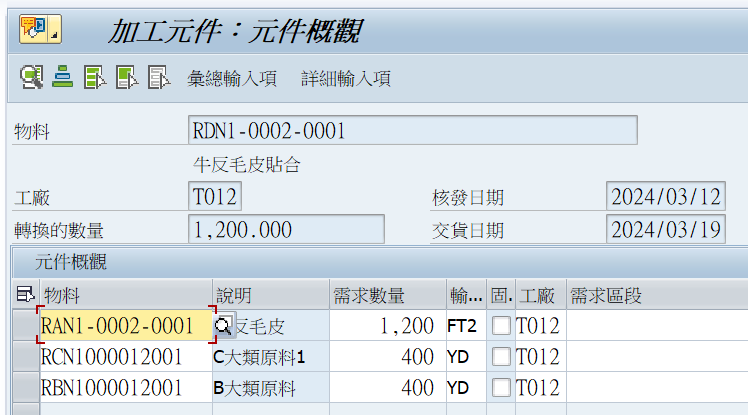 加工元件：元件概觀
彙總輸入項 詳細輸入項
物料 RDN1-0002-0001
牛反毛皮貼合
工廠 T012 核發日期 2024/03/12
轉換的數量 1,200.000 交貨日期 2024/03/19
元件概觀
物料 說明 需求數量 輸... 固. 工廠 需求區段
RAN1-0002-0001 反毛皮 1,200 FT2 T012
RCN1000012001 C大類原料1 400 YD T012
RBN1000012001 B大類原料 400 YD T012